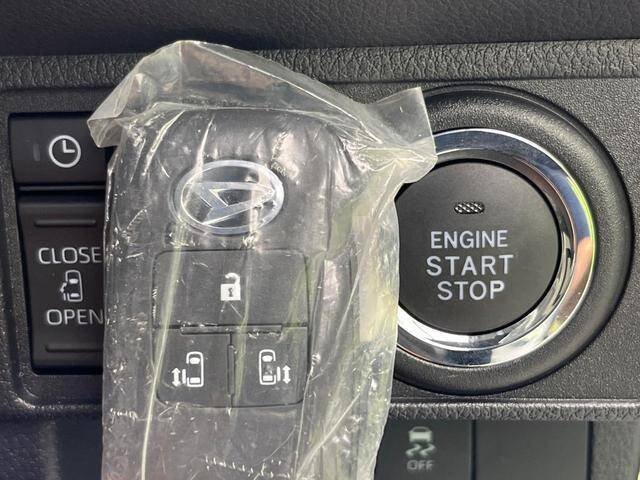 CLOSE
OPEN
ENGINE
START
STOP
OFF